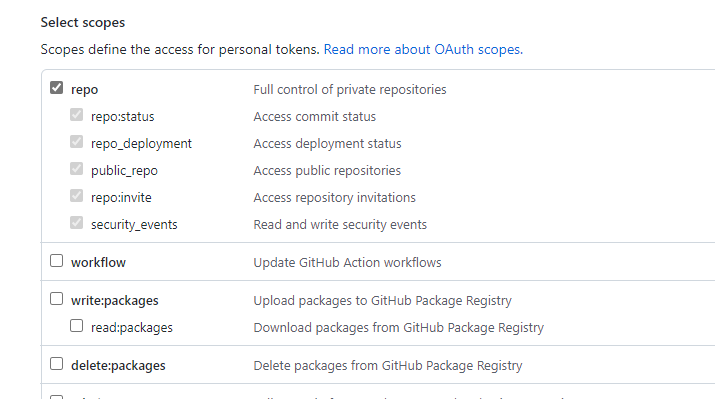 Select scopes
Scopes define the access for personal tokens. Read more about OAuth scopes.
repo Full control of private repositories
repo:status Access commit status
repo_deployment Access deployment status
public_repo Access public repositories
repo:invite Access repository invitations
security_events Read and write security events
workflow Update GitHub Action workflows
write:packages Upload packages to GitHub Package Registry
read:packages Download packages from GitHub Package Registry
delete:packages Delete packages from GitHub Package Registry